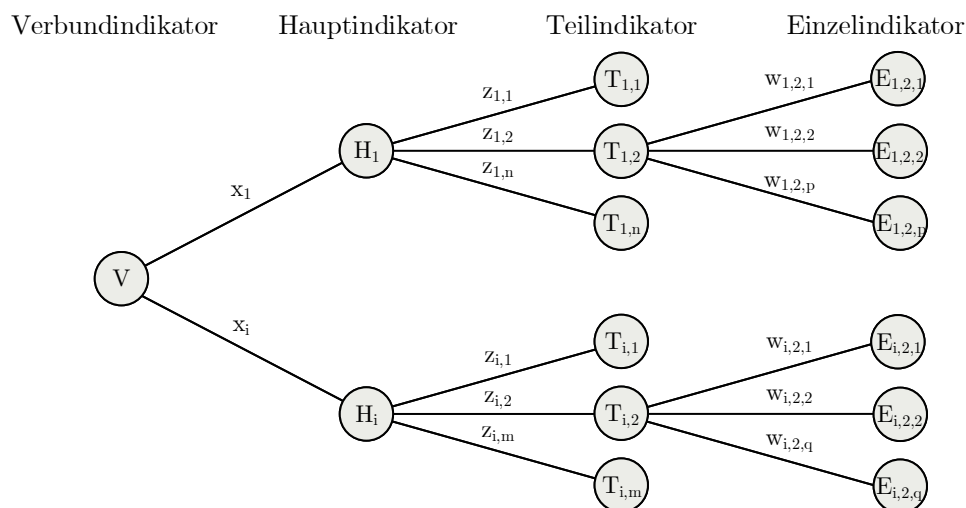 Verbundindikator Hauptindikator Teilindikator Einzelindikator
T1,1 E1,2,1
z1,1 w1,2,1
H1 z1,2 T1,2 w1,2,2 E1,2,2
z1,n w1,2,p
x1
T1,n E1,2,p
V
xi
Ti,1 Ei,2,1
zi,1 wi,2,1
Hi zi,2 Ti,2 wi,2,2 Ei,2,2
zi,m wi,2,q
Ti,m Ei,2,q